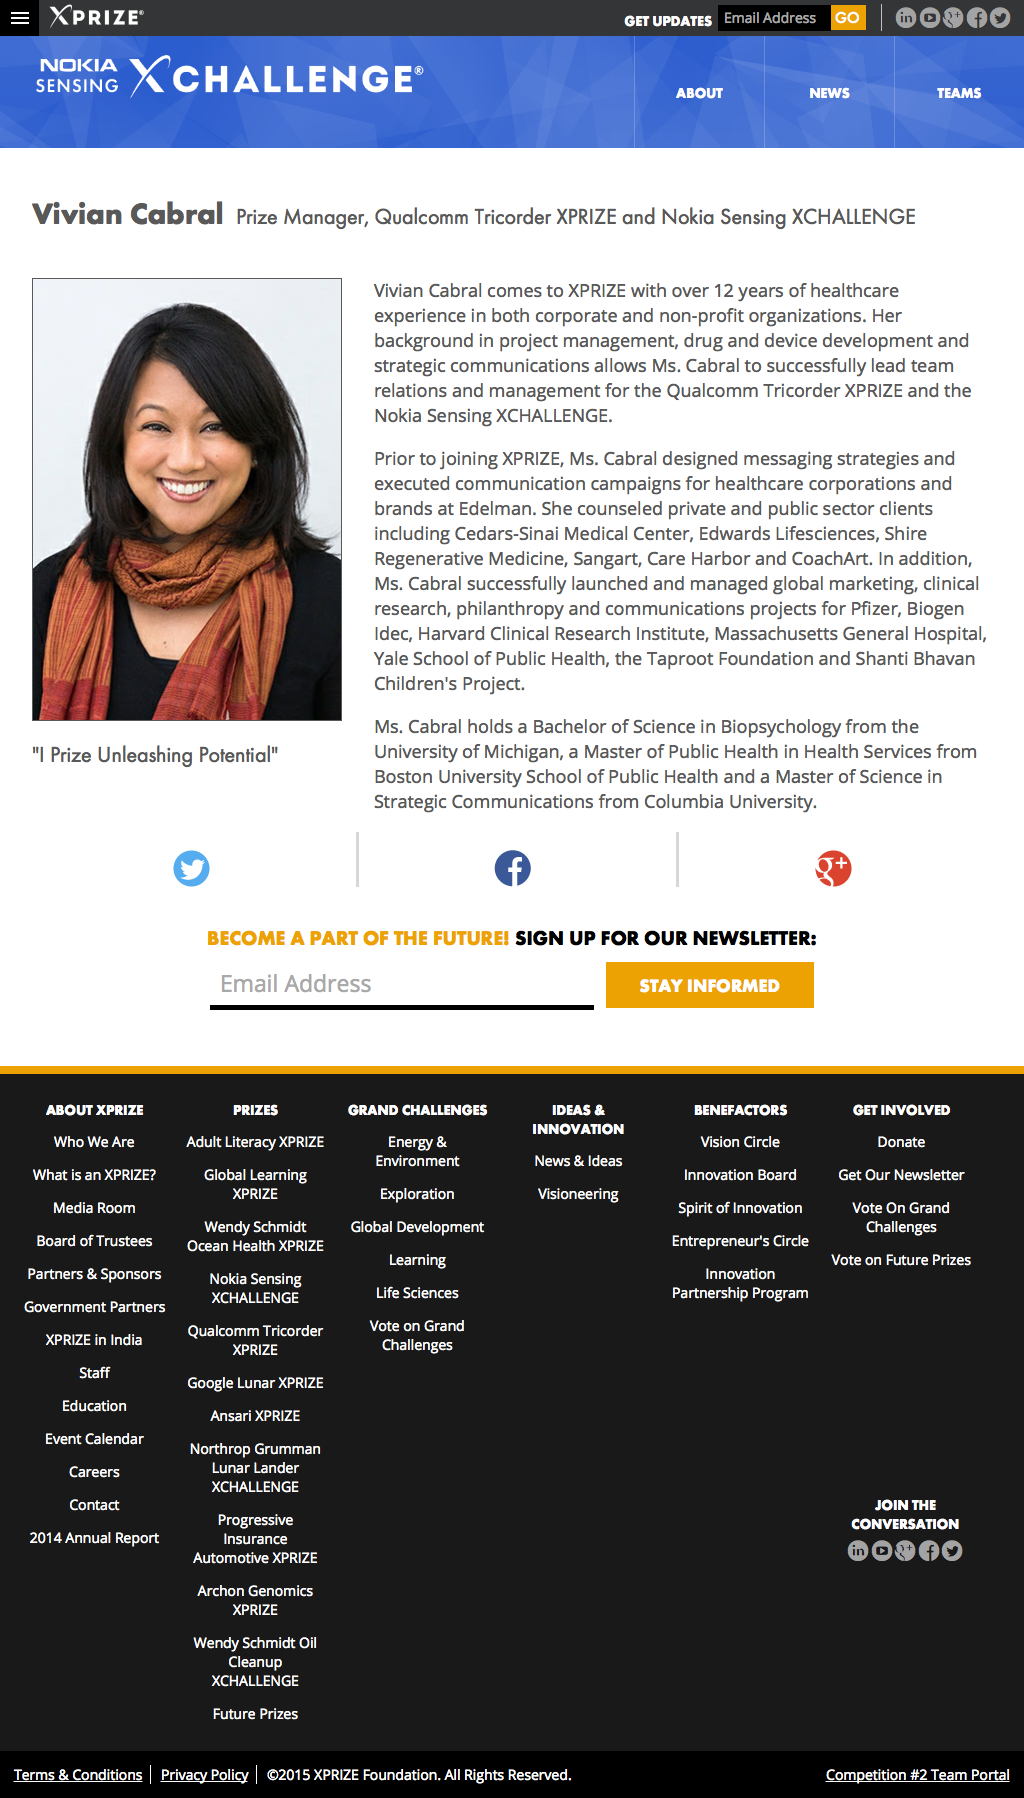 XPRIZE®
GET UPDATES Email Address GO
NOKIA
SENSING XCHALLENGE®
ABOUT NEWS TEAMS
Vivian Cabral Prize Manager, Qualcomm Tricorder XPRIZE and Nokia Sensing XCHALLENGE
Vivian Cabral comes to XPRIZE with over 12 years of healthcare
experience in both corporate and non-profit organizations. Her
background in project management, drug and device development and
strategic communications allows Ms. Cabral to successfully lead team
relations and management for the Qualcomm Tricorder XPRIZE and the
Nokia Sensing XCHALLENGE.
Prior to joining XPRIZE, Ms. Cabral designed messaging strategies and
executed communication campaigns for healthcare corporations and
brands at Edelman. She counseled private and public sector clients
including Cedars-Sinai Medical Center, Edwards Lifesciences, Shire
Regenerative Medicine, Sangart, Care Harbor and CoachArt. In addition,
Ms. Cabral successfully launched and managed global marketing, clinical
research, philanthropy and communications projects for Pfizer, Biogen
Idec, Harvard Clinical Research Institute, Massachusetts General Hospital,
Yale School of Public Health, the Taproot Foundation and Shanti Bhavan
Children's Project.
Ms. Cabral holds a Bachelor of Science in Biopsychology from the
University of Michigan, a Master of Public Health in Health Services from
Boston University School of Public Health and a Master of Science in
Strategic Communications from Columbia University.
"I Prize Unleashing Potential"
BECOME A PART OF THE FUTURE! SIGN UP FOR OUR NEWSLETTER:
Email Address STAY INFORMED
ABOUT XPRIZE
Who We Are
What is an XPRIZE?
Media Room
Board of Trustees
Partners & Sponsors
Government Partners
XPRIZE in India
Staff
Education
Event Calendar
Careers
Contact
2014 Annual Report
PRIZES
Adult Literacy XPRIZE
Global Learning
XPRIZE
Wendy Schmidt
Ocean Health XPRIZE
Nokia Sensing
XCHALLENGE
Qualcomm Tricorder
XPRIZE
Google Lunar XPRIZE
Ansari XPRIZE
Northrop Grumman
Lunar Lander
XCHALLENGE
Progressive
Insurance
Automotive XPRIZE
Archon Genomics
XPRIZE
Wendy Schmidt Oil
Cleanup
XCHALLENGE
Future Prizes
GRAND CHALLENGES
Energy &
Environment
Exploration
Global Development
Learning
Life Sciences
Vote on Grand
Challenges
IDEAS &
INNOVATION
News & Ideas
Visioneering
BENEFACTORS
Vision Circle
Innovation Board
Spirit of Innovation
Entrepreneur's Circle
Innovation
Partnership Program
GET INVOLVED
Donate
Get Our Newsletter
Vote On Grand
Challenges
Vote on Future Prizes
JOIN THE
CONVERSATION
Terms & Conditions Privacy Policy ©2015 XPRIZE Foundation. All Rights Reserved. Competition #2 Team Portal